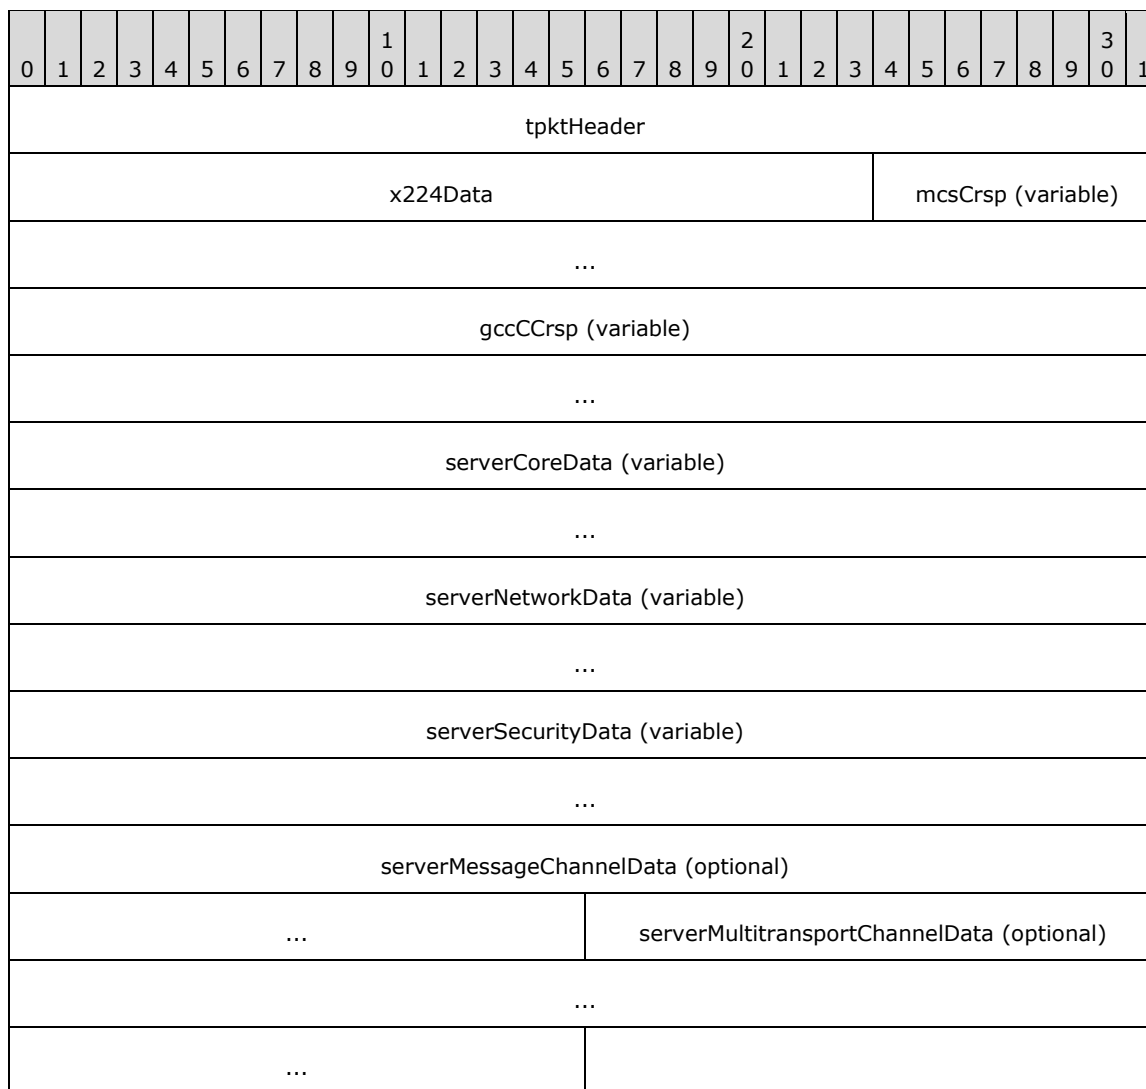 0 1 2 3 4 5 6 7 8 9 1 0 1 2 3 4 5 6 7 8 9 2 0 1 2 3 4 5 6 7 8 9 3 0 1
tpktHeader
x224Data mcsCrsp (variable)
...
gccCCrsp (variable)
...
serverCoreData (variable)
...
serverNetworkData (variable)
...
serverSecurityData (variable)
...
serverMessageChannelData (optional)
... serverMultitransportChannelData (optional)
...
...